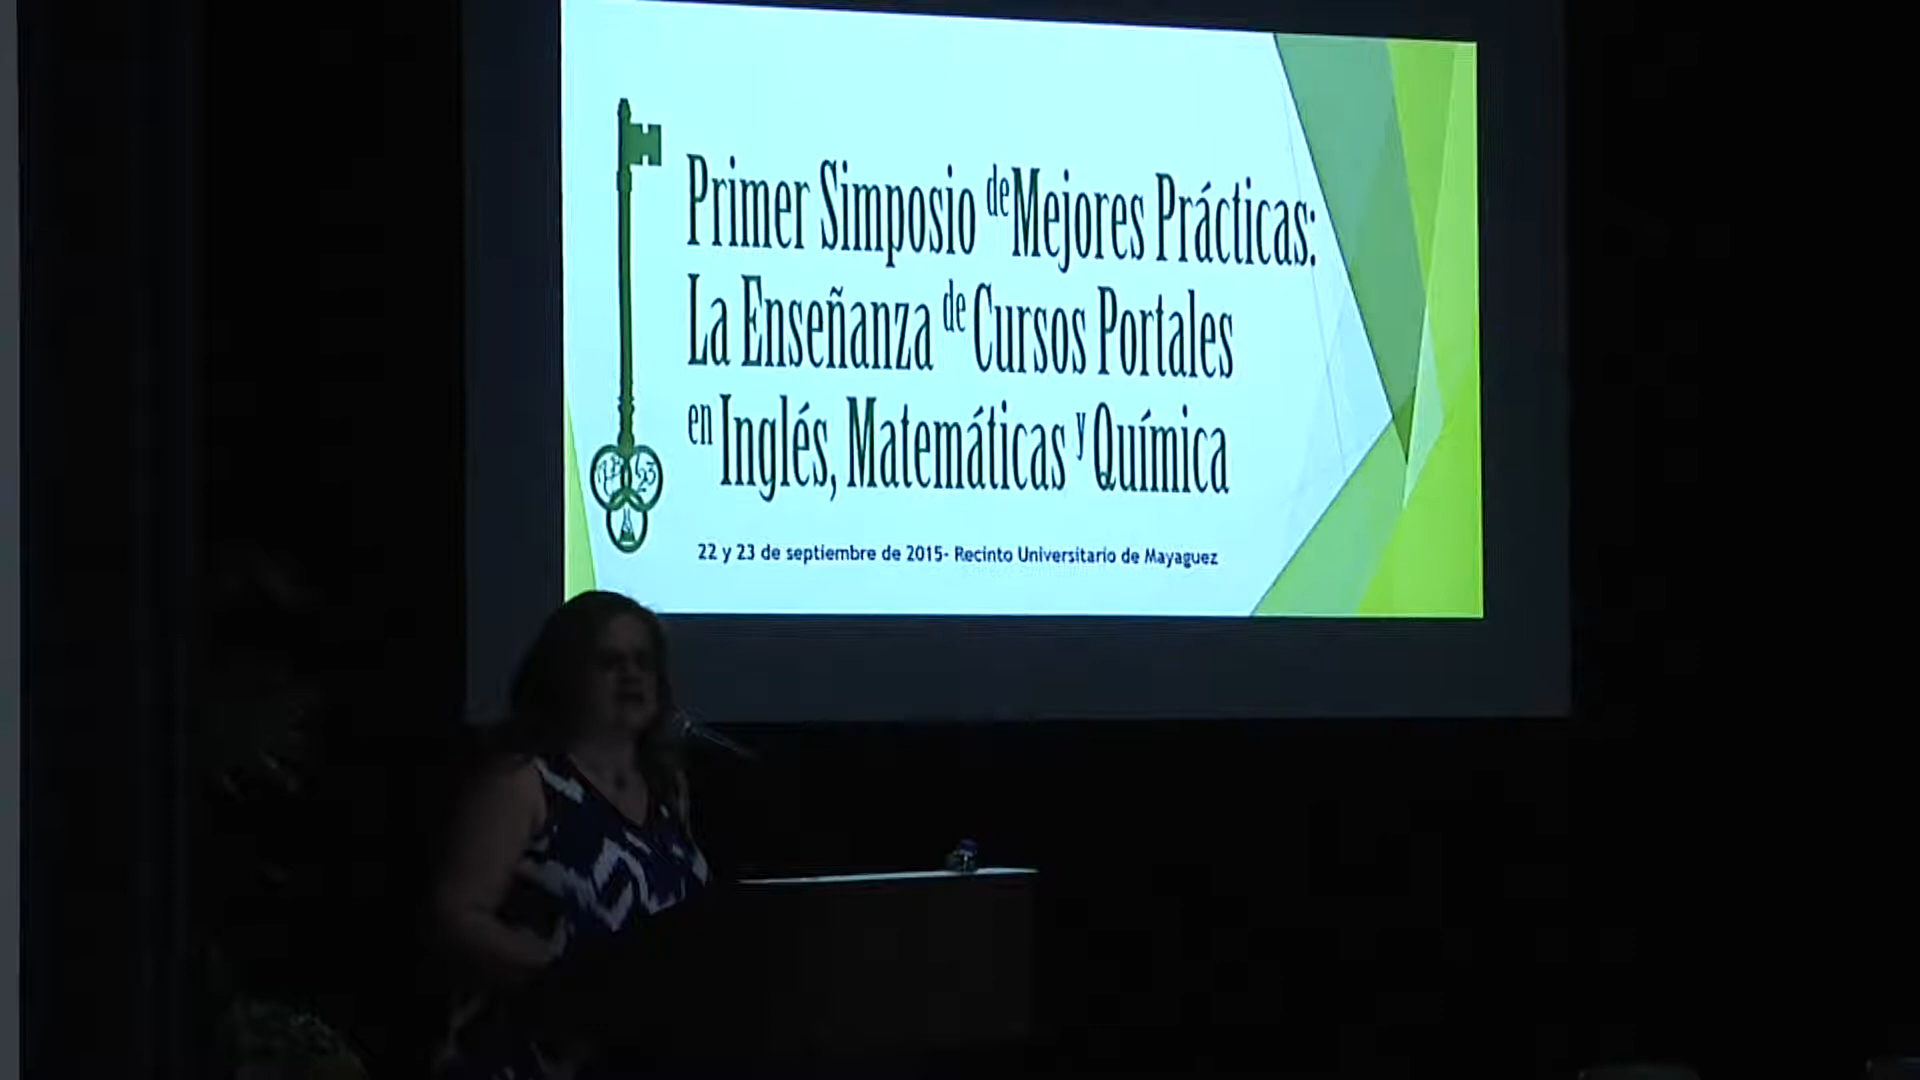 Primer Simposio de Mejores Prácticas:
La Enseñanza de Cursos Portales
en Inglés, Matemáticas y Química
22 y 23 de septiembre de 2015- Recinto Universitario de Mayaguez